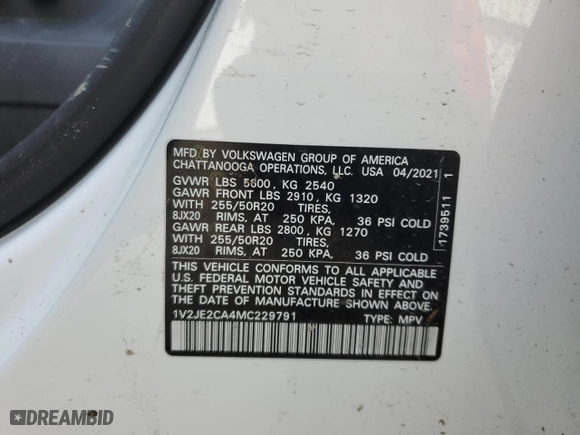 MFD BY VOLKSWAGEN GROUP OF AMERICA
CHATTANOOGA OPERATIONS, LLC. USA 04/2021
GVWR LBS 5600 , KG 2540
GAWR FRONT LBS 2910 , KG 1320
WITH 255/50R20 TIRES,
8JX20 RIMS, AT 250 KPA, 36 PSI COLD
GAWR REAR LBS 2800 , KG 1270
WITH 255/50R20 TIRES,
8JX20 RIMS, AT 250 KPA, 36 PSI COLD
THIS VEHICLE CONFORMS TO ALL APPLICABLE
U.S. FEDERAL MOTOR VEHICLE SAFETY AND
THEFT PREVENTION STANDARDS IN EFFECT ON
THE DATE OF MANUFACTURE SHOWN ABOVE.
1V2JE2CA4MC229791 TYPE: MPV
1739511 1
AutoHelperBot.com